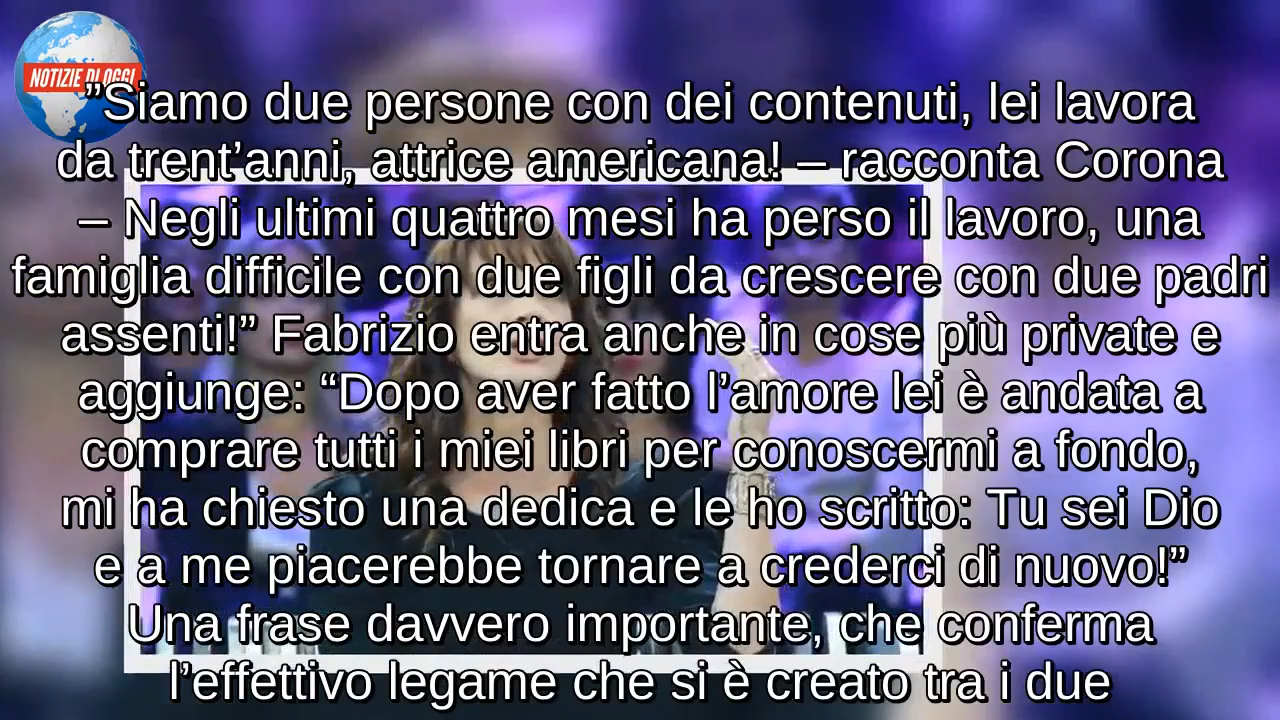 NOTIZIE DI OGGI
”Siamo due persone con dei contenuti, lei lavora
da trent’anni, attrice americana! – racconta Corona
– Negli ultimi quattro mesi ha perso il lavoro, una
famiglia difficile con due figli da crescere con due padri
assenti!” Fabrizio entra anche in cose più private e
aggiunge: “Dopo aver fatto l’amore lei è andata a
comprare tutti i miei libri per conoscermi a fondo,
mi ha chiesto una dedica e le ho scritto: Tu sei Dio
e a me piacerebbe tornare a crederci di nuovo!”
Una frase davvero importante, che conferma
l’effettivo legame che si è creato tra i due